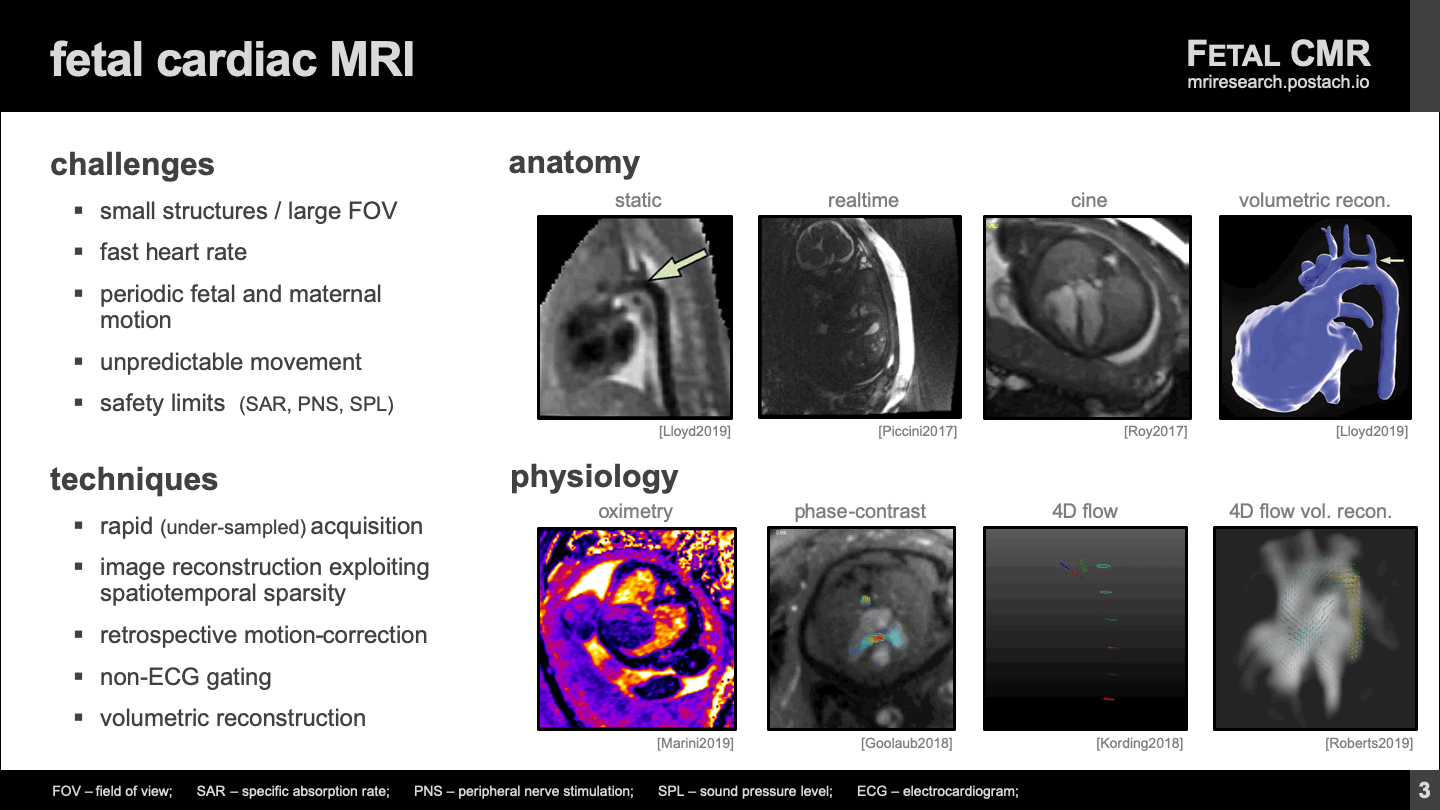 fetal cardiac MRI
FETAL CMR
mriresearch.postach.io
challenges
▪ small structures / large FOV
▪ fast heart rate
▪ periodic fetal and maternal
motion
▪ unpredictable movement
▪ safety limits (SAR, PNS, SPL)
techniques
▪ rapid (under-sampled) acquisition
▪ image reconstruction exploiting
spatiotemporal sparsity
▪ retrospective motion-correction
▪ non-ECG gating
▪ volumetric reconstruction
anatomy
static
realtime
cine
volumetric recon.
[Lloyd2019]
[Piccini2017]
[Roy2017]
[Lloyd2019]
physiology
oximetry
phase-contrast
4D flow
4D flow vol. recon.
[Marini2019]
[Goolaub2018]
[Kording2018]
[Roberts2019]
FOV – field of view; SAR – specific absorption rate; PNS – peripheral nerve stimulation; SPL – sound pressure level; ECG – electrocardiogram;
3